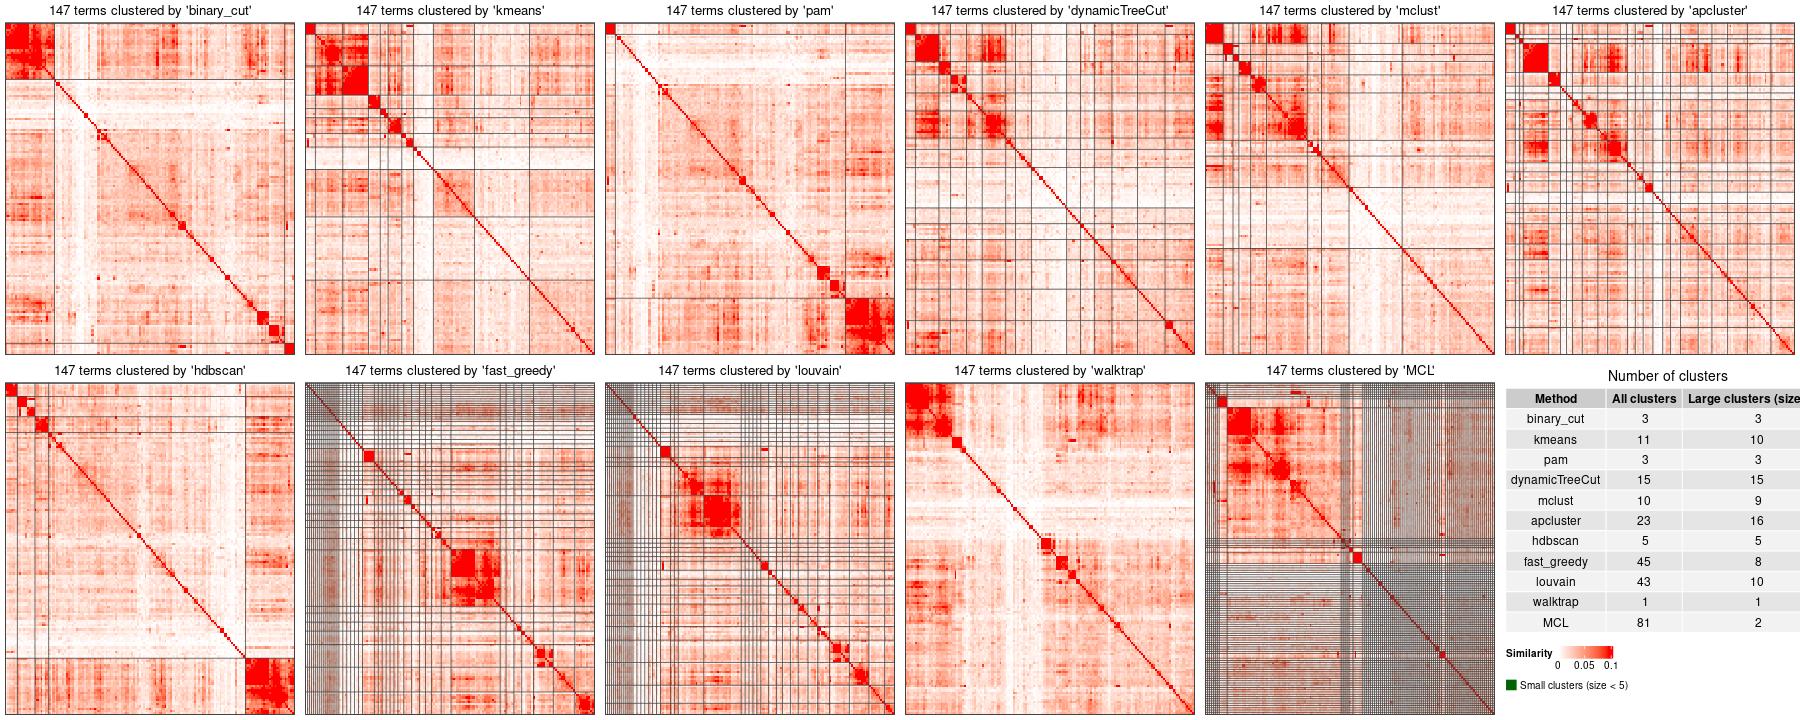 147 terms clustered by 'binary_cut'
147 terms clustered by 'kmeans'
147 terms clustered by 'pam'
147 terms clustered by 'dynamicTreeCut'
147 terms clustered by 'mclust'
147 terms clustered by 'apcluster'
147 terms clustered by 'hdbscan'
147 terms clustered by 'fast_greedy'
147 terms clustered by 'louvain'
147 terms clustered by 'walktrap'
147 terms clustered by 'MCL'
Number of clusters
Method All clusters Large clusters (size
binary_cut 3 3
kmeans 11 10
pam 3 3
dynamicTreeCut 15 15
mclust 10 9
apcluster 23 16
hdbscan 5 5
fast_greedy 45 8
louvain 43 10
walktrap 1 1
MCL 81 2
Similarity
0 0.05 0.1
Small clusters (size < 5)